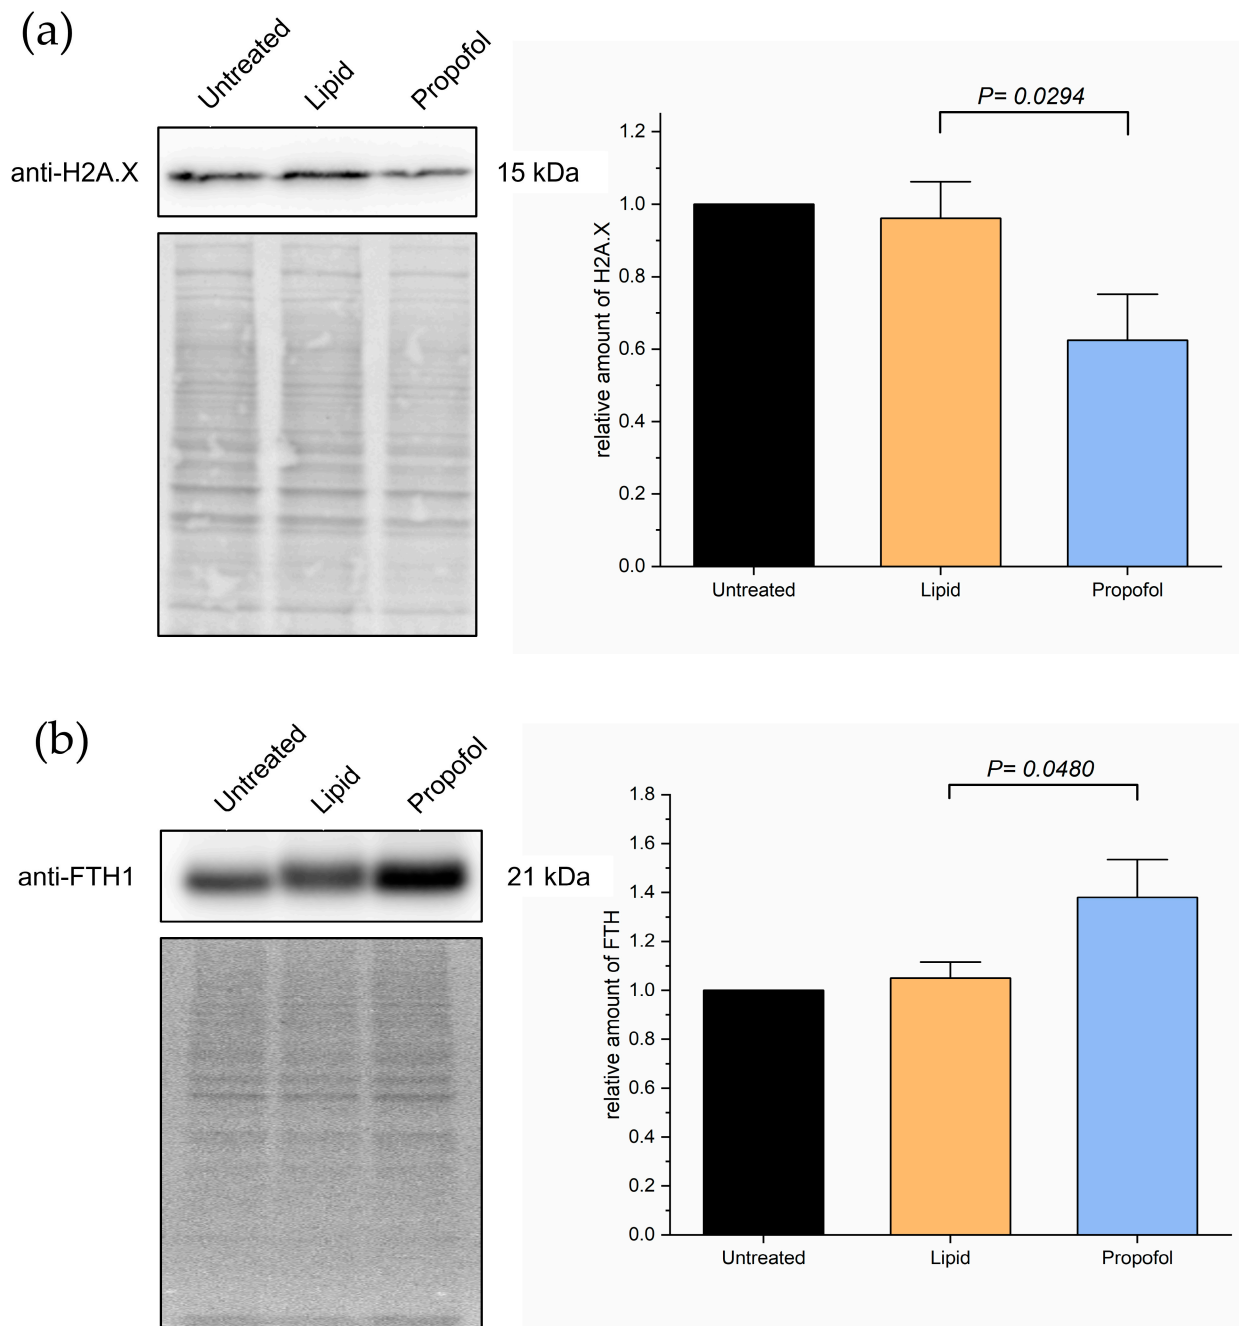 (a)
Untreated
Lipid
Propofol
anti-H2A.X
15 kDa
P= 0.0294
relative amount of H2A.X
1.2
1.0
0.8
0.6
0.4
0.2
0.0
Untreated
Lipid
Propofol
(b)
Untreated
Lipid
Propofol
anti-FTH1
21 kDa
P= 0.0480
relative amount of FTH
1.8
1.6
1.4
1.2
1.0
0.8
0.6
0.4
0.2
0.0
Untreated
Lipid
Propofol